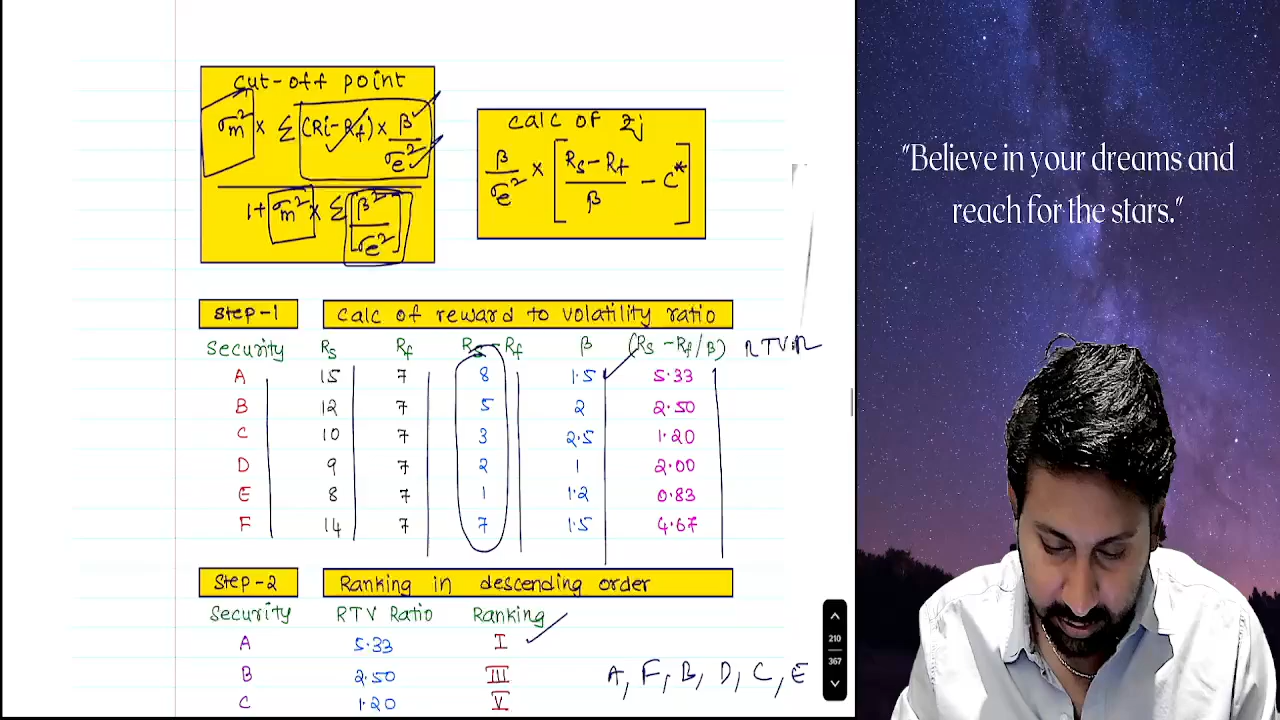 cut-off point
σm² × Σ (Ri - Rf) × β / σe²
1 + σm² × Σ [β² / σe²]
calc of Zj
β / σe² × [Rs - Rf / β - C*]
"Believe in your dreams and
reach for the stars."
Step-1 calc of reward to volatility ratio
Security Rs Rf Rs - Rf β (Rs - Rf/β) RTVR
A 15 7 8 1.5 5.33
B 12 7 5 2 2.50
C 10 7 3 2.5 1.20
D 9 7 2 1 2.00
E 8 7 1 1.2 0.83
F 14 7 7 1.5 4.67
Step-2 Ranking in descending order
Security RTV Ratio Ranking
A 5.33 I
B 2.50 III
C 1.20 V
A, F, B, D, C, E
210
367